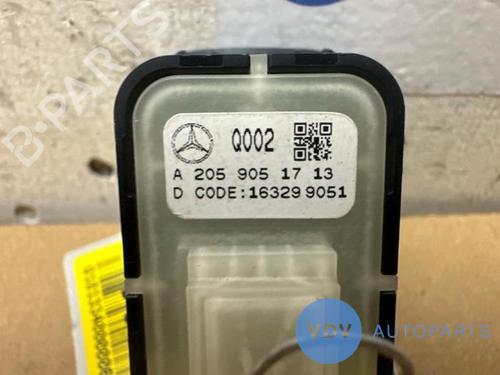 B-PARTS
Q002
A 205 905 17 13
D CODE:16329 9051
VDV AUTOPARTS